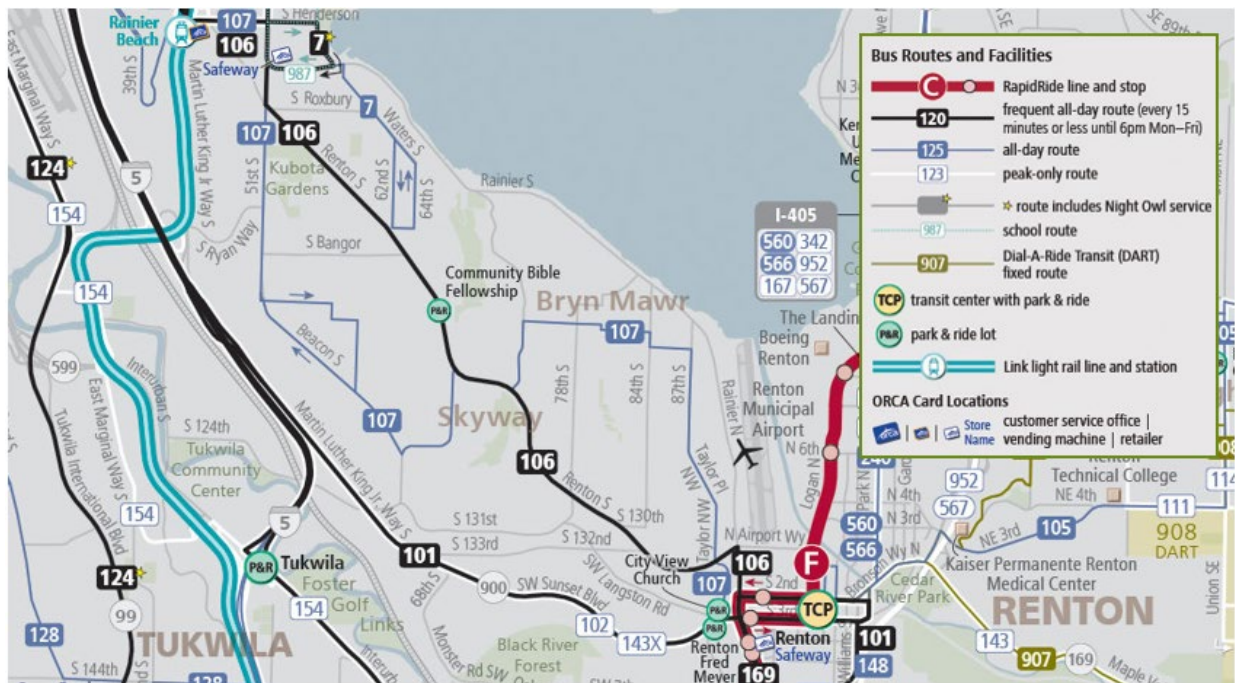 Rainier
Beach
107
106
S Henderson
7
Safeway
987
S Roxbury
39th S
East Marginal Way S
Martin Luther King Jr Way S
107
106
7
Waters S
Renton S
51st S
Kubota
Gardens
62nd S
64th S
Rainier S
124
5
154
S Ryan Way
S Bangor
154
Community Bible
Fellowship
P&R
Bryn Mawr
107
Beacon S
599
Interurban S
East Marginal Way S
Tukwila International Blvd
107
Skyway
78th S
84th S
87th S
Rainier N
Taylor Pl
NW
Taylor NW
S 124th
Tukwila
Community
Center
Martin Luther King Jr. Way S
106
Renton S
S 130th
S 131st
S 133rd
S 132nd
154
5
P&R
Tukwila
124
99
Foster
Golf
Links
154
101
68th S
900
SW Sunset Blvd
102
143X
SW Langston Rd
City View
Church
Black River
Forest
Monster Rd SW
128
TUKWILA
S 144th
128
Interurb
I-405
560 342
566 952
167 567
The Landin
Boeing
Renton
Renton
Municipal
Airport
N 6th
Logan N
Park N
N 4th
N 3rd
N Airport Wy
560
566
Bronson Wy N
F
106
107
S 2nd
S 3rd
P&R
P&R
TCP
Renton
Safeway
Renton
Fred
Meyer
169
Williams S
101
148
Cedar
River Park
240
952
567
Renton
Technical College
NE 4th
NE 3rd
105
111
114
908
DART
Kaiser Permanente Renton
Medical Center
RENTON
Union SE
143
907
169
Maple V
SE 89th
Bus Routes and Facilities
C RapidRide line and stop
120 frequent all-day route (every 15
minutes or less until 6pm Mon–Fri)
125 all-day route
123 peak-only route
route includes Night Owl service
987 school route
907 Dial-A-Ride Transit (DART)
fixed route
TCP transit center with park & ride
P&R park & ride lot
Link light rail line and station
ORCA Card Locations
Store
Name
customer service office |
vending machine | retailer